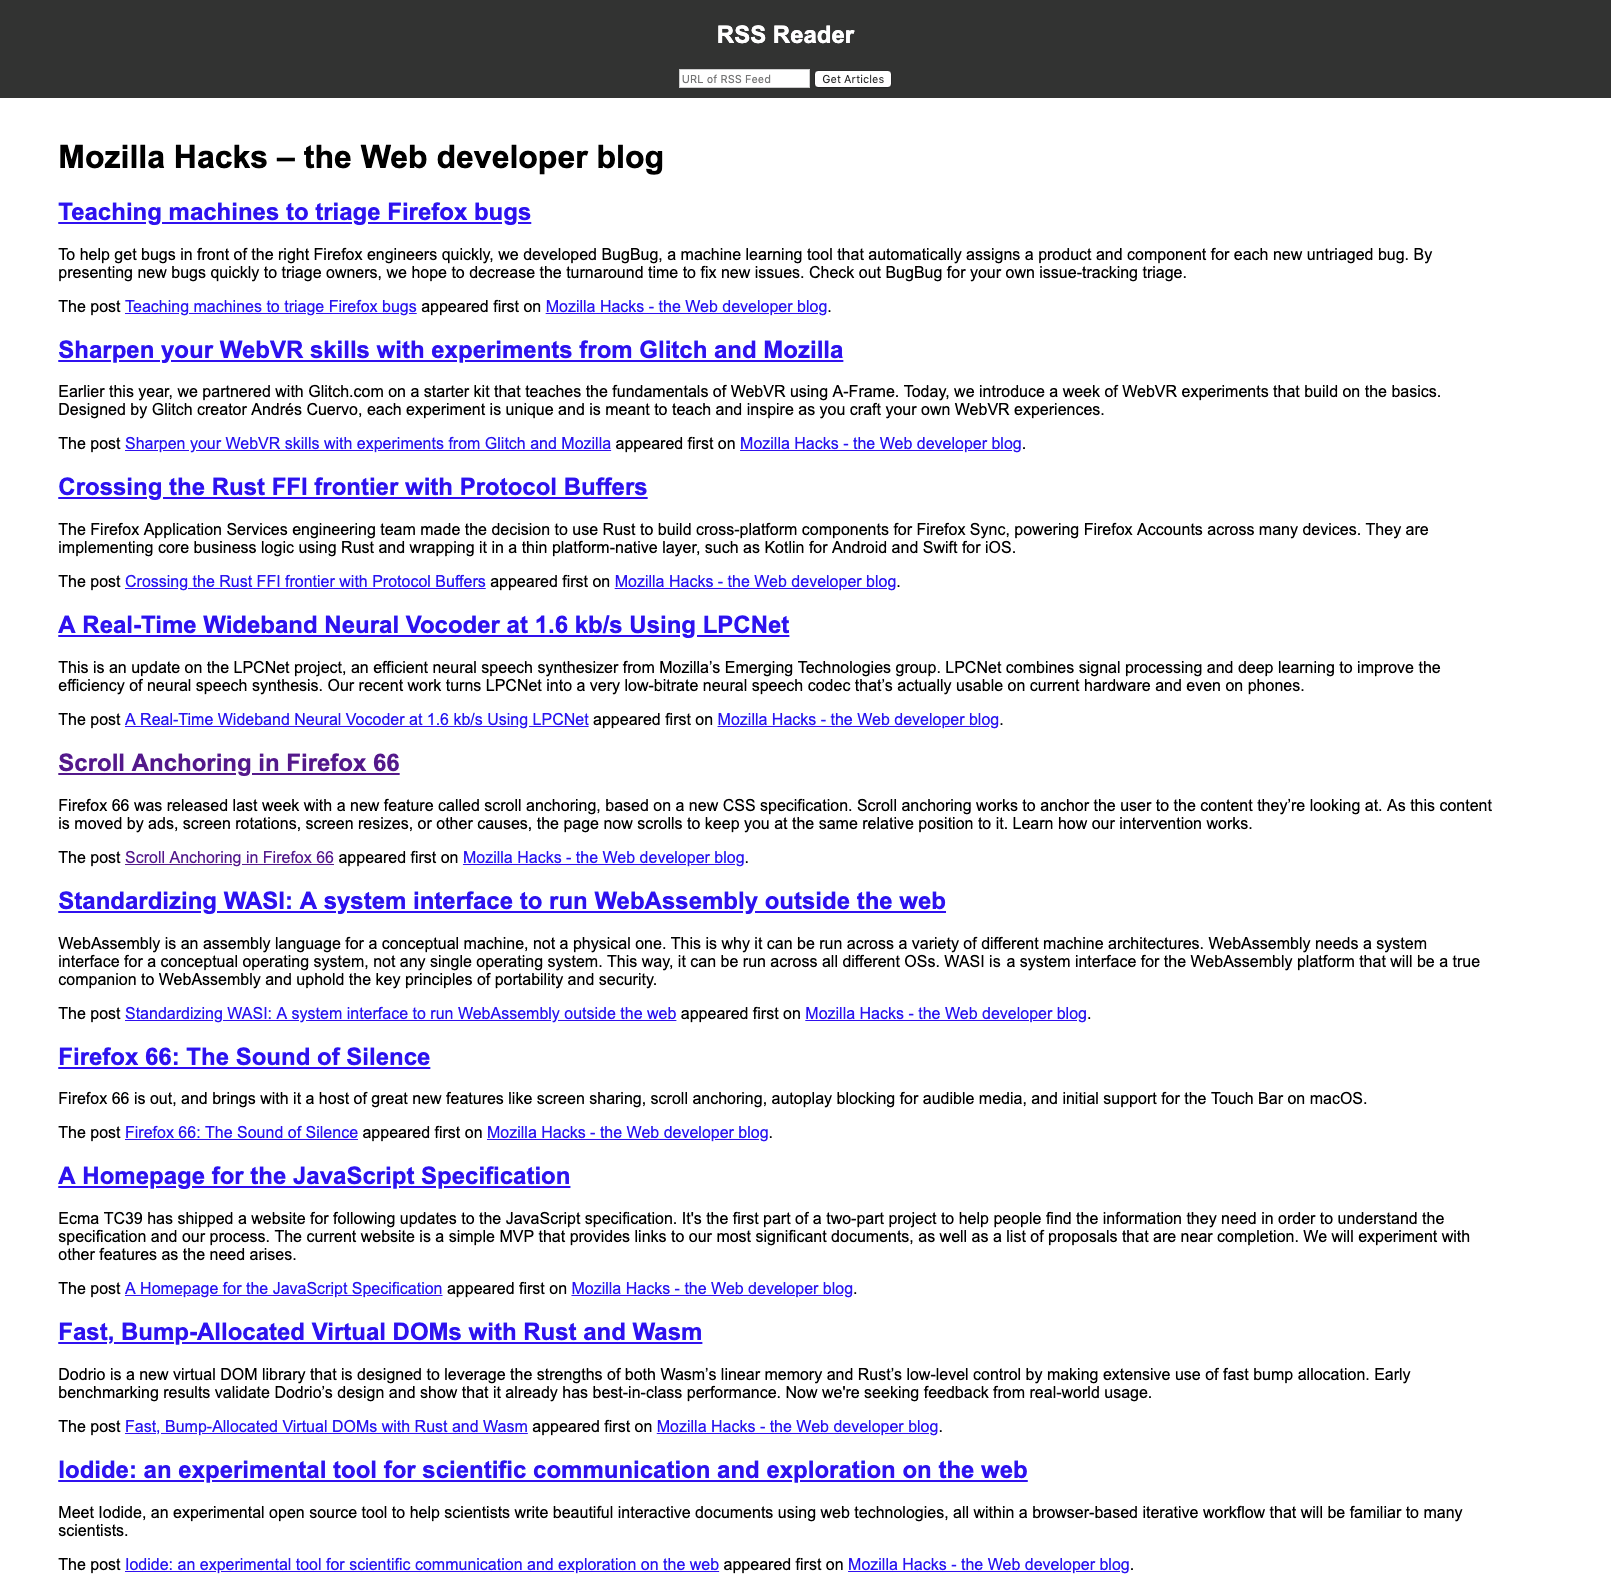 RSS Reader
URL of RSS Feed Get Articles
Mozilla Hacks – the Web developer blog
Teaching machines to triage Firefox bugs
To help get bugs in front of the right Firefox engineers quickly, we developed BugBug, a machine learning tool that automatically assigns a product and component for each new untriaged bug. By
presenting new bugs quickly to triage owners, we hope to decrease the turnaround time to fix new issues. Check out BugBug for your own issue-tracking triage.
The post Teaching machines to triage Firefox bugs appeared first on Mozilla Hacks - the Web developer blog.
Sharpen your WebVR skills with experiments from Glitch and Mozilla
Earlier this year, we partnered with Glitch.com on a starter kit that teaches the fundamentals of WebVR using A-Frame. Today, we introduce a week of WebVR experiments that build on the basics.
Designed by Glitch creator Andrés Cuervo, each experiment is unique and is meant to teach and inspire as you craft your own WebVR experiences.
The post Sharpen your WebVR skills with experiments from Glitch and Mozilla appeared first on Mozilla Hacks - the Web developer blog.
Crossing the Rust FFI frontier with Protocol Buffers
The Firefox Application Services engineering team made the decision to use Rust to build cross-platform components for Firefox Sync, powering Firefox Accounts across many devices. They are
implementing core business logic using Rust and wrapping it in a thin platform-native layer, such as Kotlin for Android and Swift for iOS.
The post Crossing the Rust FFI frontier with Protocol Buffers appeared first on Mozilla Hacks - the Web developer blog.
A Real-Time Wideband Neural Vocoder at 1.6 kb/s Using LPCNet
This is an update on the LPCNet project, an efficient neural speech synthesizer from Mozilla’s Emerging Technologies group. LPCNet combines signal processing and deep learning to improve the
efficiency of neural speech synthesis. Our recent work turns LPCNet into a very low-bitrate neural speech codec that’s actually usable on current hardware and even on phones.
The post A Real-Time Wideband Neural Vocoder at 1.6 kb/s Using LPCNet appeared first on Mozilla Hacks - the Web developer blog.
Scroll Anchoring in Firefox 66
Firefox 66 was released last week with a new feature called scroll anchoring, based on a new CSS specification. Scroll anchoring works to anchor the user to the content they’re looking at. As this content
is moved by ads, screen rotations, screen resizes, or other causes, the page now scrolls to keep you at the same relative position to it. Learn how our intervention works.
The post Scroll Anchoring in Firefox 66 appeared first on Mozilla Hacks - the Web developer blog.
Standardizing WASI: A system interface to run WebAssembly outside the web
WebAssembly is an assembly language for a conceptual machine, not a physical one. This is why it can be run across a variety of different machine architectures. WebAssembly needs a system
interface for a conceptual operating system, not any single operating system. This way, it can be run across all different OSs. WASI is a system interface for the WebAssembly platform that will be a true
companion to WebAssembly and uphold the key principles of portability and security.
The post Standardizing WASI: A system interface to run WebAssembly outside the web appeared first on Mozilla Hacks - the Web developer blog.
Firefox 66: The Sound of Silence
Firefox 66 is out, and brings with it a host of great new features like screen sharing, scroll anchoring, autoplay blocking for audible media, and initial support for the Touch Bar on macOS.
The post Firefox 66: The Sound of Silence appeared first on Mozilla Hacks - the Web developer blog.
A Homepage for the JavaScript Specification
Ecma TC39 has shipped a website for following updates to the JavaScript specification. It's the first part of a two-part project to help people find the information they need in order to understand the
specification and our process. The current website is a simple MVP that provides links to our most significant documents, as well as a list of proposals that are near completion. We will experiment with
other features as the need arises.
The post A Homepage for the JavaScript Specification appeared first on Mozilla Hacks - the Web developer blog.
Fast, Bump-Allocated Virtual DOMs with Rust and Wasm
Dodrio is a new virtual DOM library that is designed to leverage the strengths of both Wasm’s linear memory and Rust’s low-level control by making extensive use of fast bump allocation. Early
benchmarking results validate Dodrio’s design and show that it already has best-in-class performance. Now we're seeking feedback from real-world usage.
The post Fast, Bump-Allocated Virtual DOMs with Rust and Wasm appeared first on Mozilla Hacks - the Web developer blog.
Iodide: an experimental tool for scientific communication and exploration on the web
Meet Iodide, an experimental open source tool to help scientists write beautiful interactive documents using web technologies, all within a browser-based iterative workflow that will be familiar to many
scientists.
The post Iodide: an experimental tool for scientific communication and exploration on the web appeared first on Mozilla Hacks - the Web developer blog.